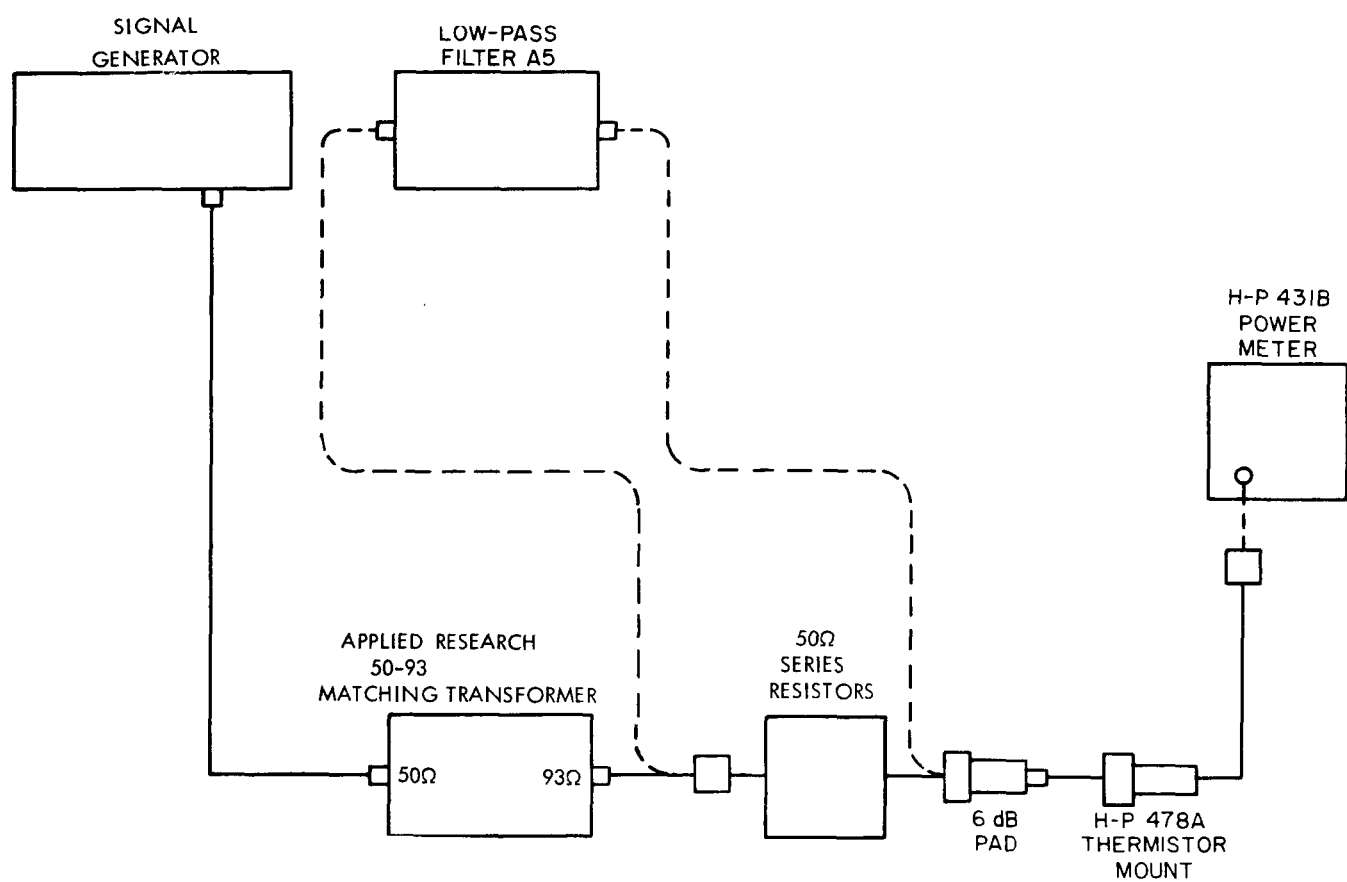 SIGNAL
GENERATOR
LOW-PASS
FILTER A5
H-P 431B
POWER
METER
APPLIED RESEARCH
50-93
MATCHING TRANSFORMER
50Ω
93Ω
50Ω
SERIES
RESISTORS
6 dB
PAD
H-P 478A
THERMISTOR
MOUNT